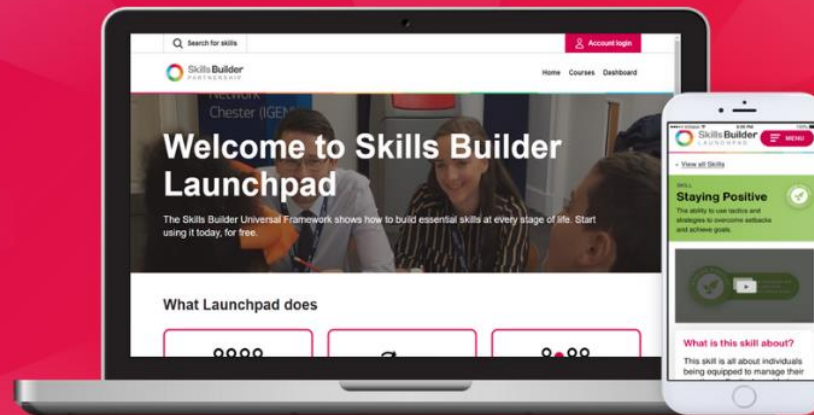 Search for skills
Account login
Skills Builder
PARTNERSHIP
Home Courses Dashboard
Network
Chester (IGEN)
Welcome to Skills Builder
Launchpad
The Skills Builder Universal Framework shows how to build essential skills at every stage of life. Start
using it today, for free.
What Launchpad does
Skills Builder
LAUNCHPAD
MENU
View all Skills
SKILL
Staying Positive
The ability to use tactics and
strategies to overcome setbacks
and achieve goals.
What is this skill about?
This skill is all about individuals
being equipped to manage their